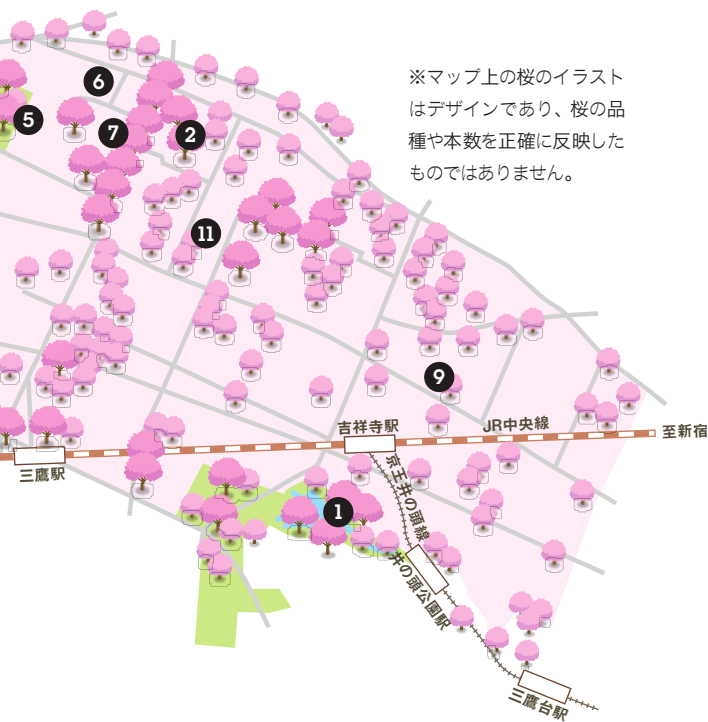 ※マップ上の桜のイラスト
はデザインであり、桜の品
種や本数を正確に反映した
ものではありません。
6
5
7
2
11
9
吉祥寺駅
JR中央線
至新宿
三鷹駅
1
京王井の頭線
井の頭公園駅
三鷹台駅